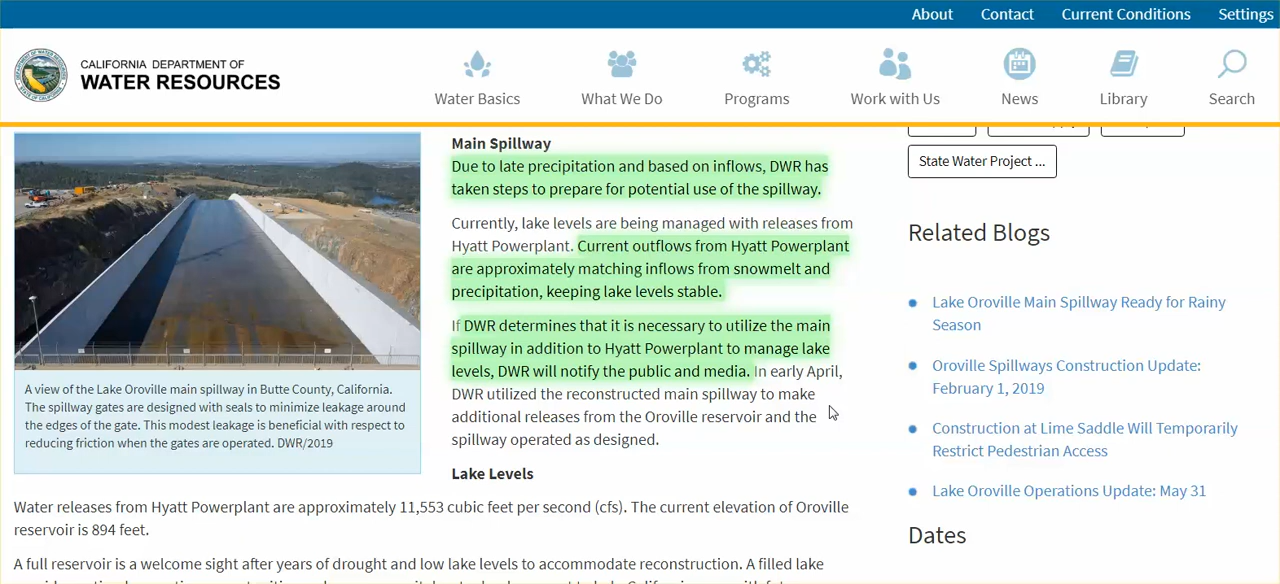 About Contact Current Conditions Settings
CALIFORNIA DEPARTMENT OF
WATER RESOURCES
Water Basics What We Do Programs Work with Us News Library Search
State Water Project ...
Main Spillway
Due to late precipitation and based on inflows, DWR has
taken steps to prepare for potential use of the spillway.
Currently, lake levels are being managed with releases from
Hyatt Powerplant. Current outflows from Hyatt Powerplant
are approximately matching inflows from snowmelt and
precipitation, keeping lake levels stable.
If DWR determines that it is necessary to utilize the main
spillway in addition to Hyatt Powerplant to manage lake
levels, DWR will notify the public and media. In early April,
DWR utilized the reconstructed main spillway to make
additional releases from the Oroville reservoir and the
spillway operated as designed.
A view of the Lake Oroville main spillway in Butte County, California.
The spillway gates are designed with seals to minimize leakage around
the edges of the gate. This modest leakage is beneficial with respect to
reducing friction when the gates are operated. DWR/2019
Lake Levels
Water releases from Hyatt Powerplant are approximately 11,553 cubic feet per second (cfs). The current elevation of Oroville
reservoir is 894 feet.
A full reservoir is a welcome sight after years of drought and low lake levels to accommodate reconstruction. A filled lake
Related Blogs
Lake Oroville Main Spillway Ready for Rainy
Season
Oroville Spillways Construction Update:
February 1, 2019
Construction at Lime Saddle Will Temporarily
Restrict Pedestrian Access
Lake Oroville Operations Update: May 31
Dates